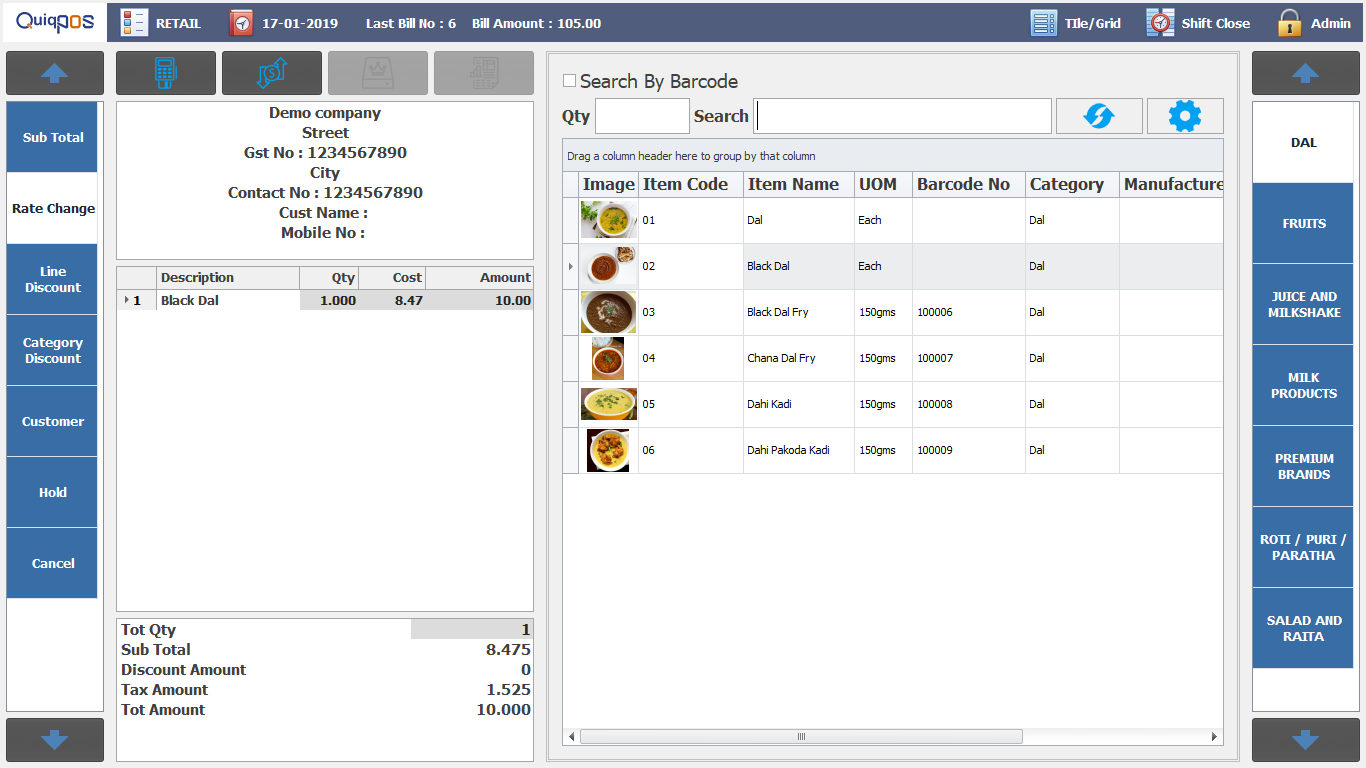 Quiqpos
RETAIL
17-01-2019
Last Bill No : 6
Bill Amount : 105.00
TIle/Grid
Shift Close
Admin
Sub Total
Rate Change
Line
Discount
Category
Discount
Customer
Hold
Cancel
Demo company
Street
Gst No : 1234567890
City
Contact No : 1234567890
Cust Name :
Mobile No :
Description Qty Cost Amount
1 Black Dal 1.000 8.47 10.00
Tot Qty 1
Sub Total 8.475
Discount Amount 0
Tax Amount 1.525
Tot Amount 10.000
Search By Barcode
Qty Search
Drag a column header here to group by that column
Image Item Code Item Name UOM Barcode No Category Manufacture
01 Dal Each Dal
02 Black Dal Each Dal
03 Black Dal Fry 150gms 100006 Dal
04 Chana Dal Fry 150gms 100007 Dal
05 Dahi Kadi 150gms 100008 Dal
06 Dahi Pakoda Kadi 150gms 100009 Dal
DAL
FRUITS
JUICE AND
MILKSHAKE
MILK
PRODUCTS
PREMIUM
BRANDS
ROTI / PURI /
PARATHA
SALAD AND
RAITA